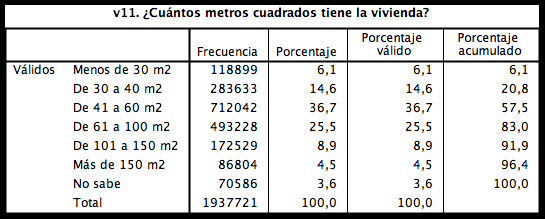 v11. ¿Cuántos metros cuadrados tiene la vivienda?
Frecuencia Porcentaje Porcentaje válido Porcentaje acumulado
Válidos Menos de 30 m2 118899 6,1 6,1 6,1
De 30 a 40 m2 283633 14,6 14,6 20,8
De 41 a 60 m2 712042 36,7 36,7 57,5
De 61 a 100 m2 493228 25,5 25,5 83,0
De 101 a 150 m2 172529 8,9 8,9 91,9
Más de 150 m2 86804 4,5 4,5 96,4
No sabe 70586 3,6 3,6 100,0
Total 1937721 100,0 100,0